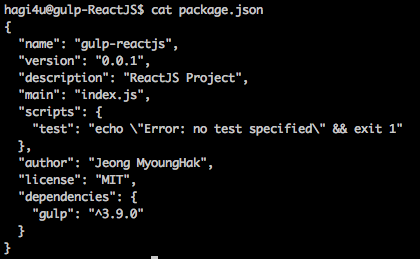 hagi4u@gulp-ReactJS$ cat package.json
{
  "name": "gulp-reactjs",
  "version": "0.0.1",
  "description": "ReactJS Project",
  "main": "index.js",
  "scripts": {
    "test": "echo \"Error: no test specified\" && exit 1"
  },
  "author": "Jeong MyoungHak",
  "license": "MIT",
  "dependencies": {
    "gulp": "^3.9.0"
  }
}